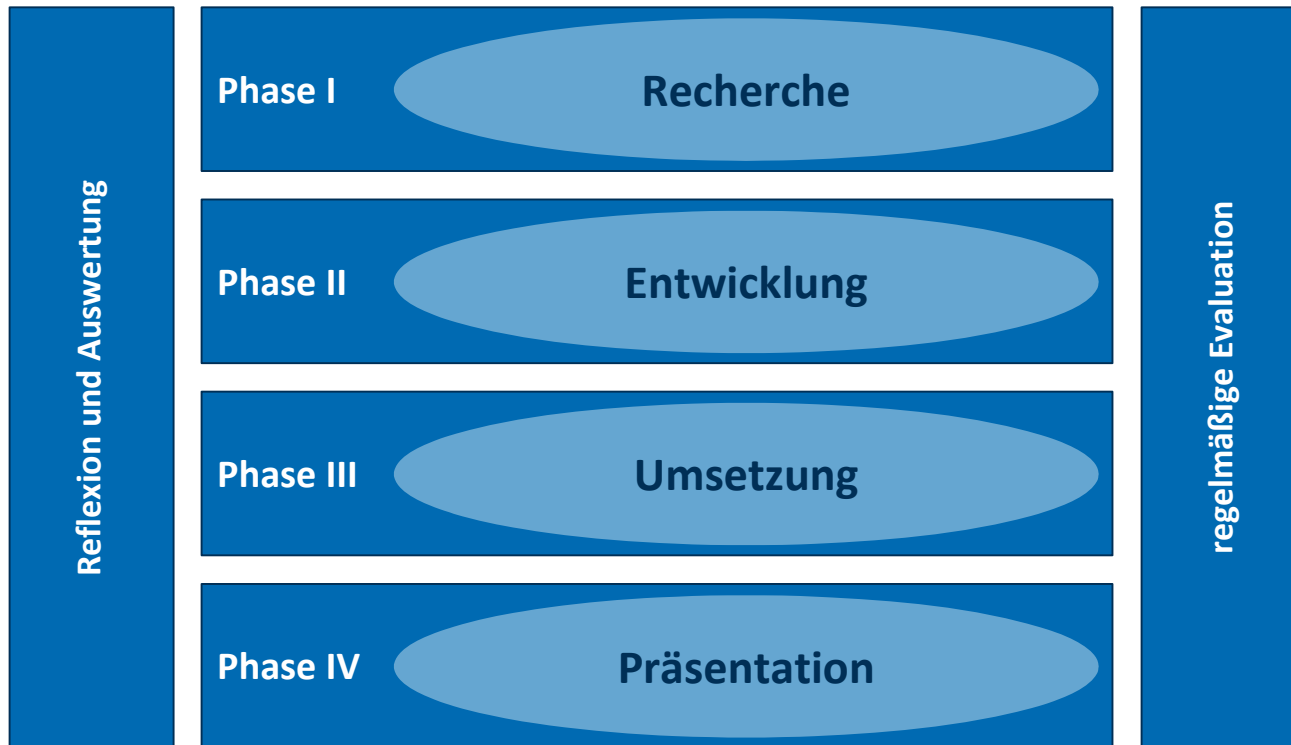 Reflexion und Auswertung
Phase I
Recherche
Phase II
Entwicklung
Phase III
Umsetzung
Phase IV
Präsentation
regelmäßige Evaluation